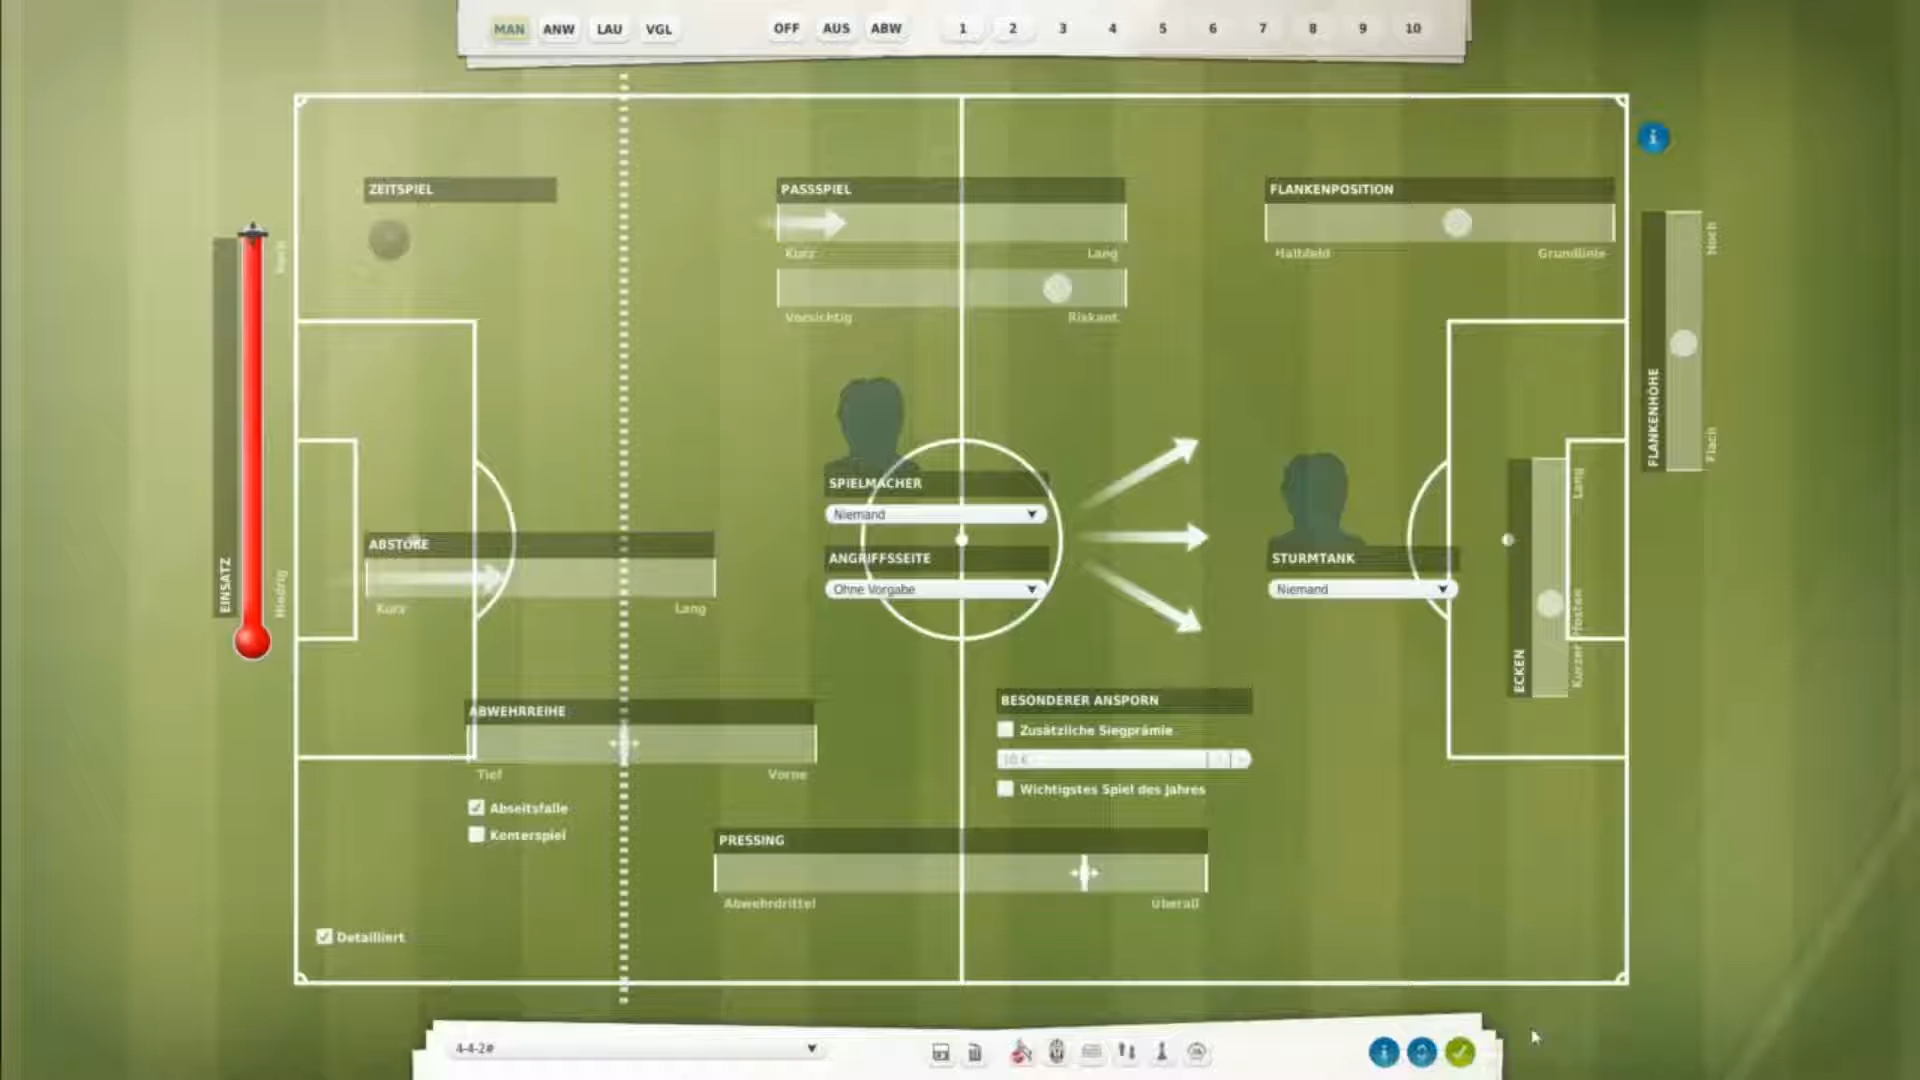 MAN ANW LAU VGL OFF AUS ABW 1 2 3 4 5 6 7 8 9 10
ZEITSPIEL
PASSSPIEL
Kurz Lang
Vorsichtig Riskant
FLANKENPOSITION
Halbfeld Grundlinie
Hoch
FLANKENHÖHE
Flach
EINSATZ
Niedrig
SPIELMACHER
Niemand
ANGRIFFSSEITE
Ohne Vorgabe
STURMTANK
Niemand
ABSTÖßE
Kurz Lang
Lang
ECKEN
Kurzer Pfosten
ABWEHRREIHE
Tief Vorne
Abseitsfalle
Konterspiel
BESONDERER ANSPORN
Zusätzliche Siegprämie
Wichtigstes Spiel des Jahres
PRESSING
Abwehrdrittel Überall
Detailliert
4-4-2#